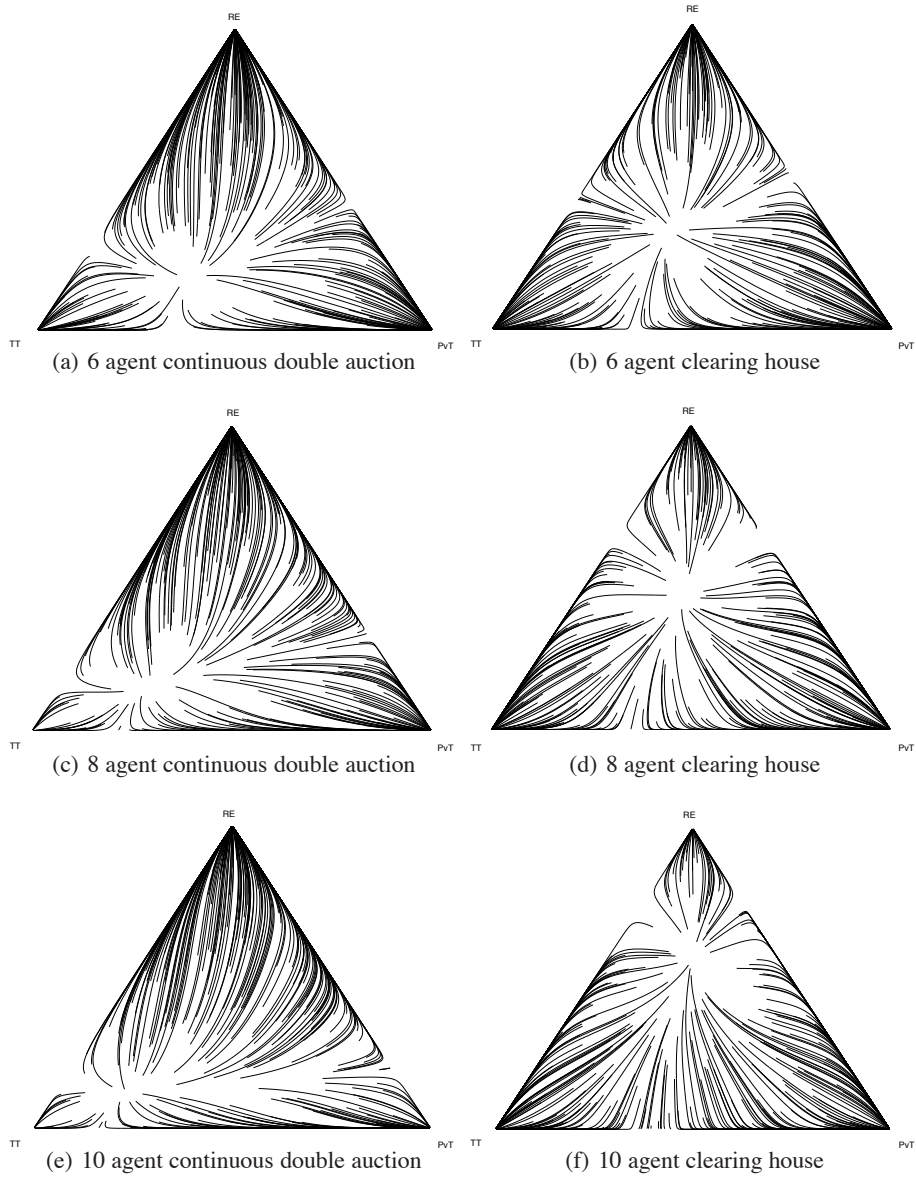 RE
RE
TT
PvT
TT
PvT
(a) 6 agent continuous double auction
(b) 6 agent clearing house
RE
RE
TT
PvT
TT
PvT
(c) 8 agent continuous double auction
(d) 8 agent clearing house
RE
RE
TT
PvT
TT
PvT
(e) 10 agent continuous double auction
(f) 10 agent clearing house